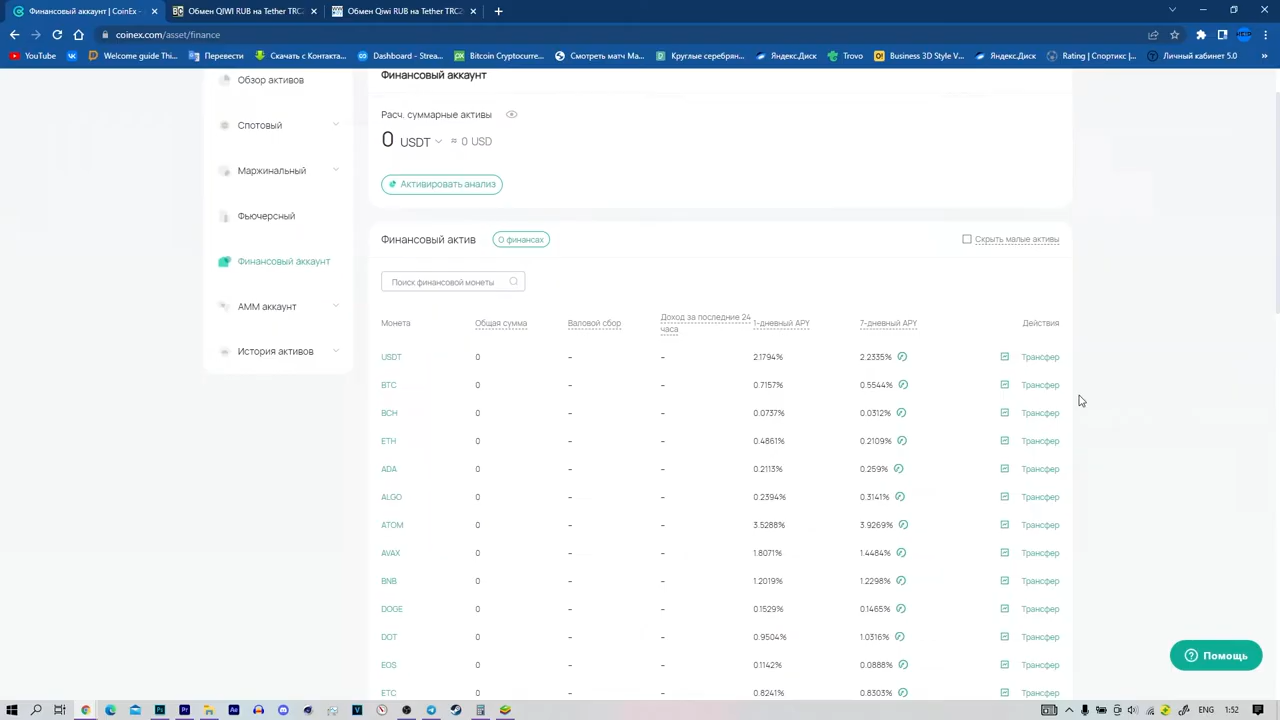 Финансовый аккаунт | CoinEx -
Обмен QIWI RUB на Tether TRC2
Обмен QIWI RUB на Tether TRC2
coinex.com/asset/finance
YouTube
Welcome guide Thi...
Перевести
Скачать с Контакта...
Dashboard - Strea...
Круглые серебрян...
Смотреть матч Ma...
Яндекс.Диск
Trovo
Business 3D Style V...
Яндекс.Диск
Rating | Спортик |...
Личный кабинет 5.0
Обзор активов
Спотовый
Маржинальный
Фьючерсный
Финансовый аккаунт
АММ аккаунт
История активов
Финансовый аккаунт
Расч. суммарные активы
0 USDT ≈ 0 USD
Активировать анализ
Финансовый актив 0 финансах Скрыть малые активы
Поиск финансовой монеты
Монета Общая сумма Валовой сбор Доход за последние 24 часа 1-дневный APY 7-дневный APY Действия
USDT 0 – – 2.1794% 2.2335% Трансфер
BTC 0 – – 0.7157% 0.5544% Трансфер
BCH 0 – – 0.0737% 0.0312% Трансфер
ETH 0 – – 0.4861% 0.2109% Трансфер
ADA 0 – – 0.2113% 0.259% Трансфер
ALGO 0 – – 0.2394% 0.3141% Трансфер
ATOM 0 – – 3.5288% 3.9269% Трансфер
AVAX 0 – – 1.8071% 1.4484% Трансфер
BNB 0 – – 1.2019% 1.2298% Трансфер
DOGE 0 – – 0.1529% 0.1465% Трансфер
DOT 0 – – 0.9504% 1.0316% Трансфер
EOS 0 – – 0.1142% 0.0888% Трансфер
ETC 0 – – 0.8241% 0.8303% Трансфер
Помощь
ENG 1:52